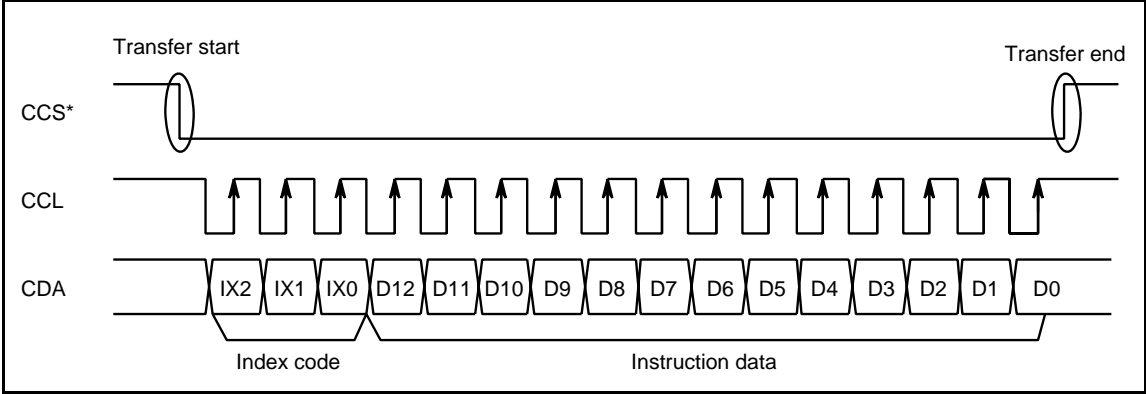 Transfer start
Transfer end
CCS*
CCL
CDA
IX2 IX1 IX0 D12 D11 D10 D9 D8 D7 D6 D5 D4 D3 D2 D1 D0
Index code
Instruction data